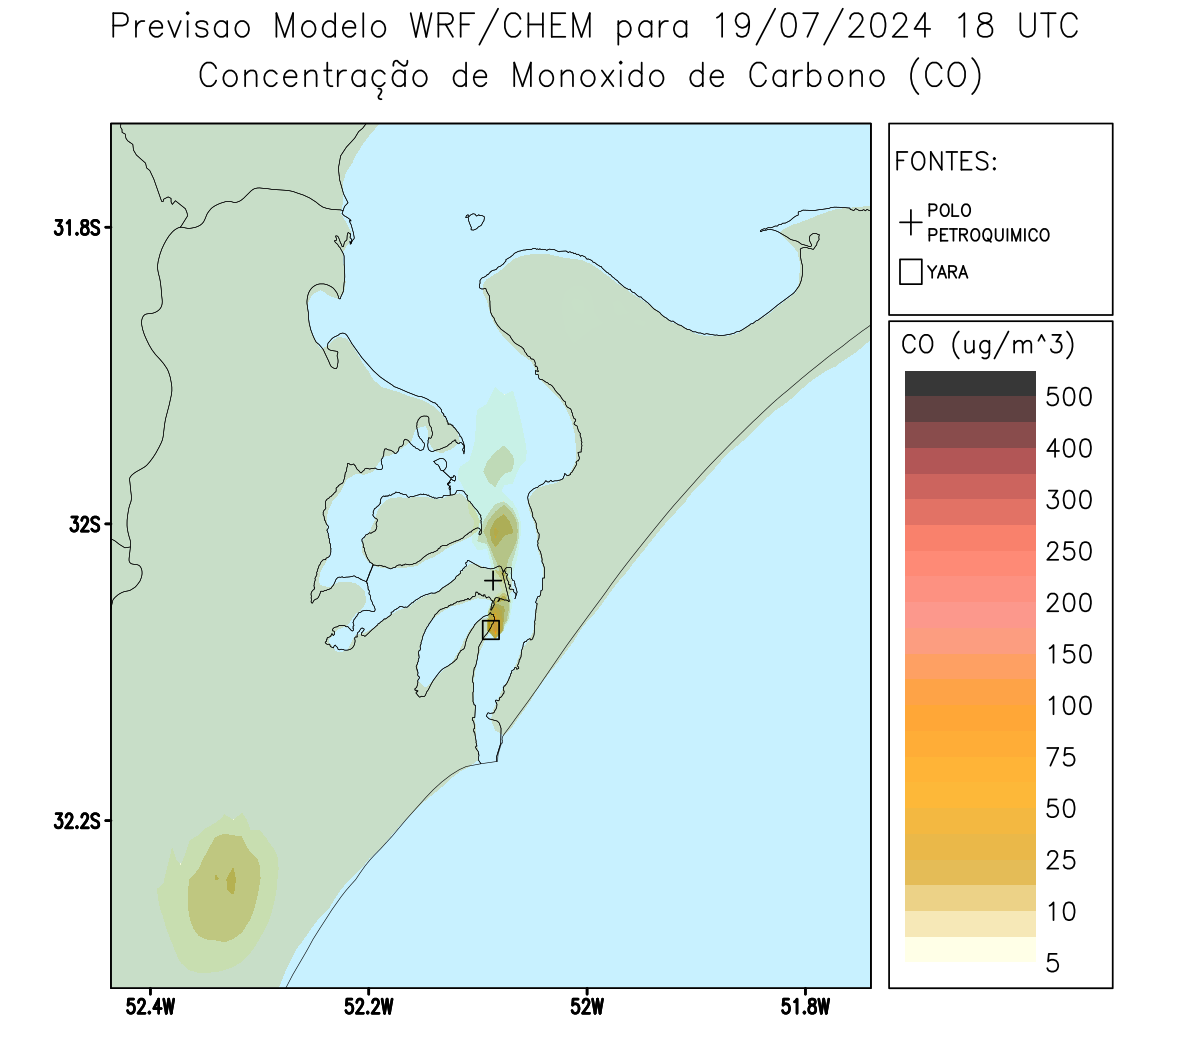 Previsao Modelo WRF/CHEM para 19/07/2024 18 UTC
Concentração de Monoxido de Carbono (CO)
FONTES:
POLO
PETROQUIMICO
YARA
CO (ug/m^3)
500
400
300
250
200
150
100
75
50
25
10
5
31.8S
32S
32.2S
52.4W
52.2W
52W
51.8W